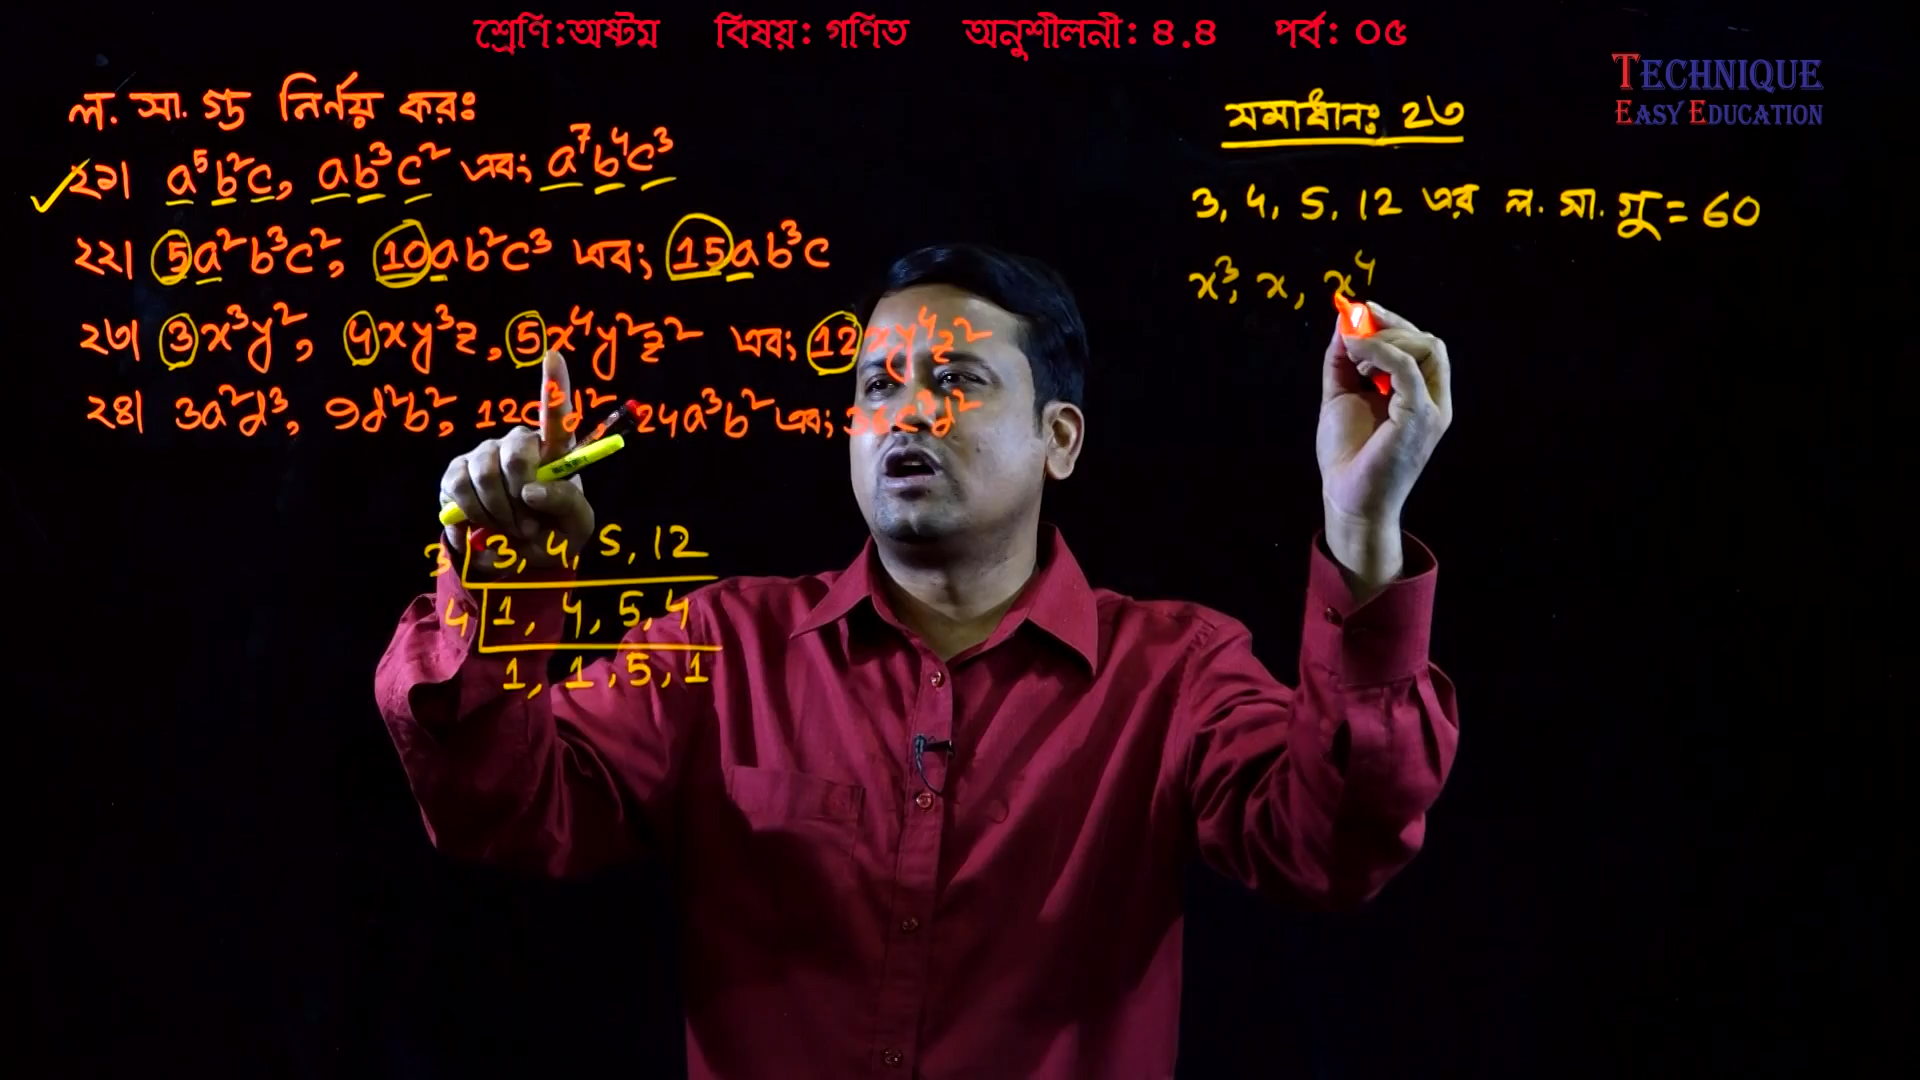 শ্রেণি:অষ্টম বিষয়: গণিত অনুশীলনী: ৪.৪ পর্ব: ০৫
TECHNIQUE
EASY EDUCATION
ল. সা. গু নির্ণয় করঃ
২১। a⁵b²c, ab³c² এবং a⁷b⁴c³
২২। 5a²b³c², 10ab²c³ এবং 15ab³c
২৩। 3x³y², 4xy³z, 5x⁴y²z² এবং 12xy⁴z²
২৪। 3a²d³, 9d²b², 12c³d², 24a³b² এবং 36c³d²
3 | 3, 4, 5, 12
4 | 1, 4, 5, 4
1, 1, 5, 1
সমাধানঃ ২৩
3, 4, 5, 12 এর ল. সা. গু = 60
x³, x, x⁴